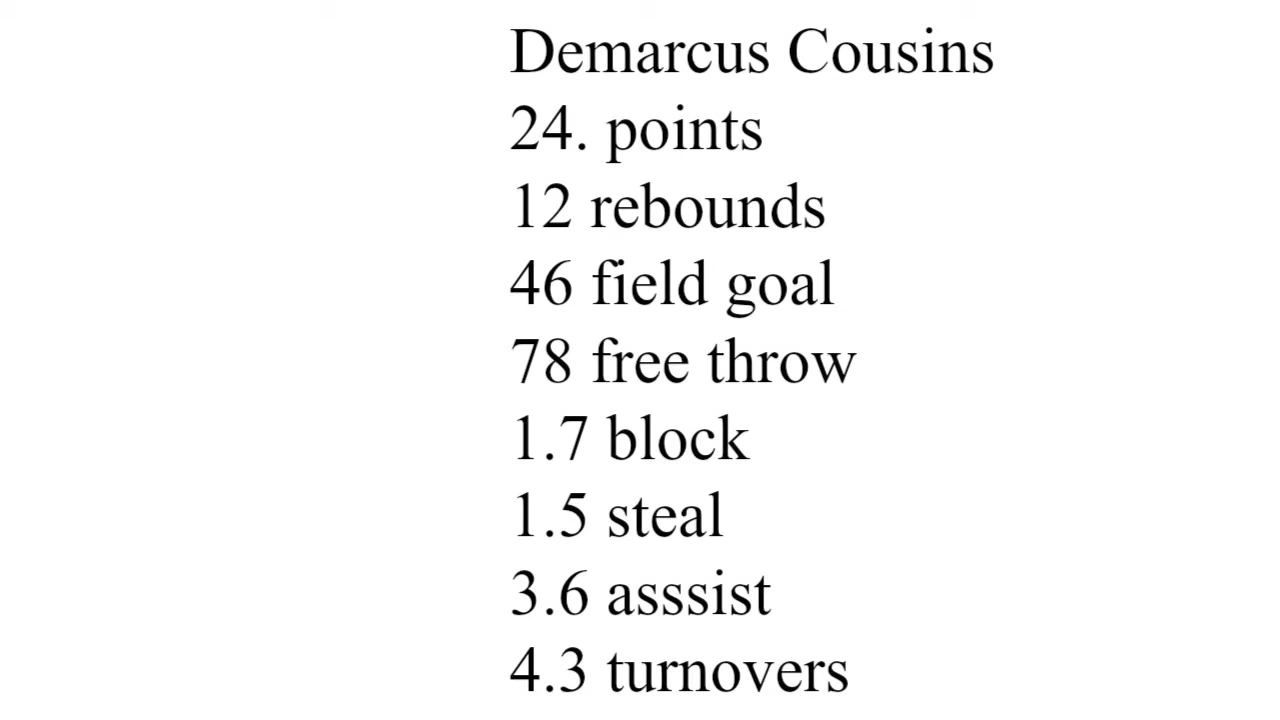 Demarcus Cousins
24. points
12 rebounds
46 field goal
78 free throw
1.7 block
1.5 steal
3.6 asssist
4.3 turnovers